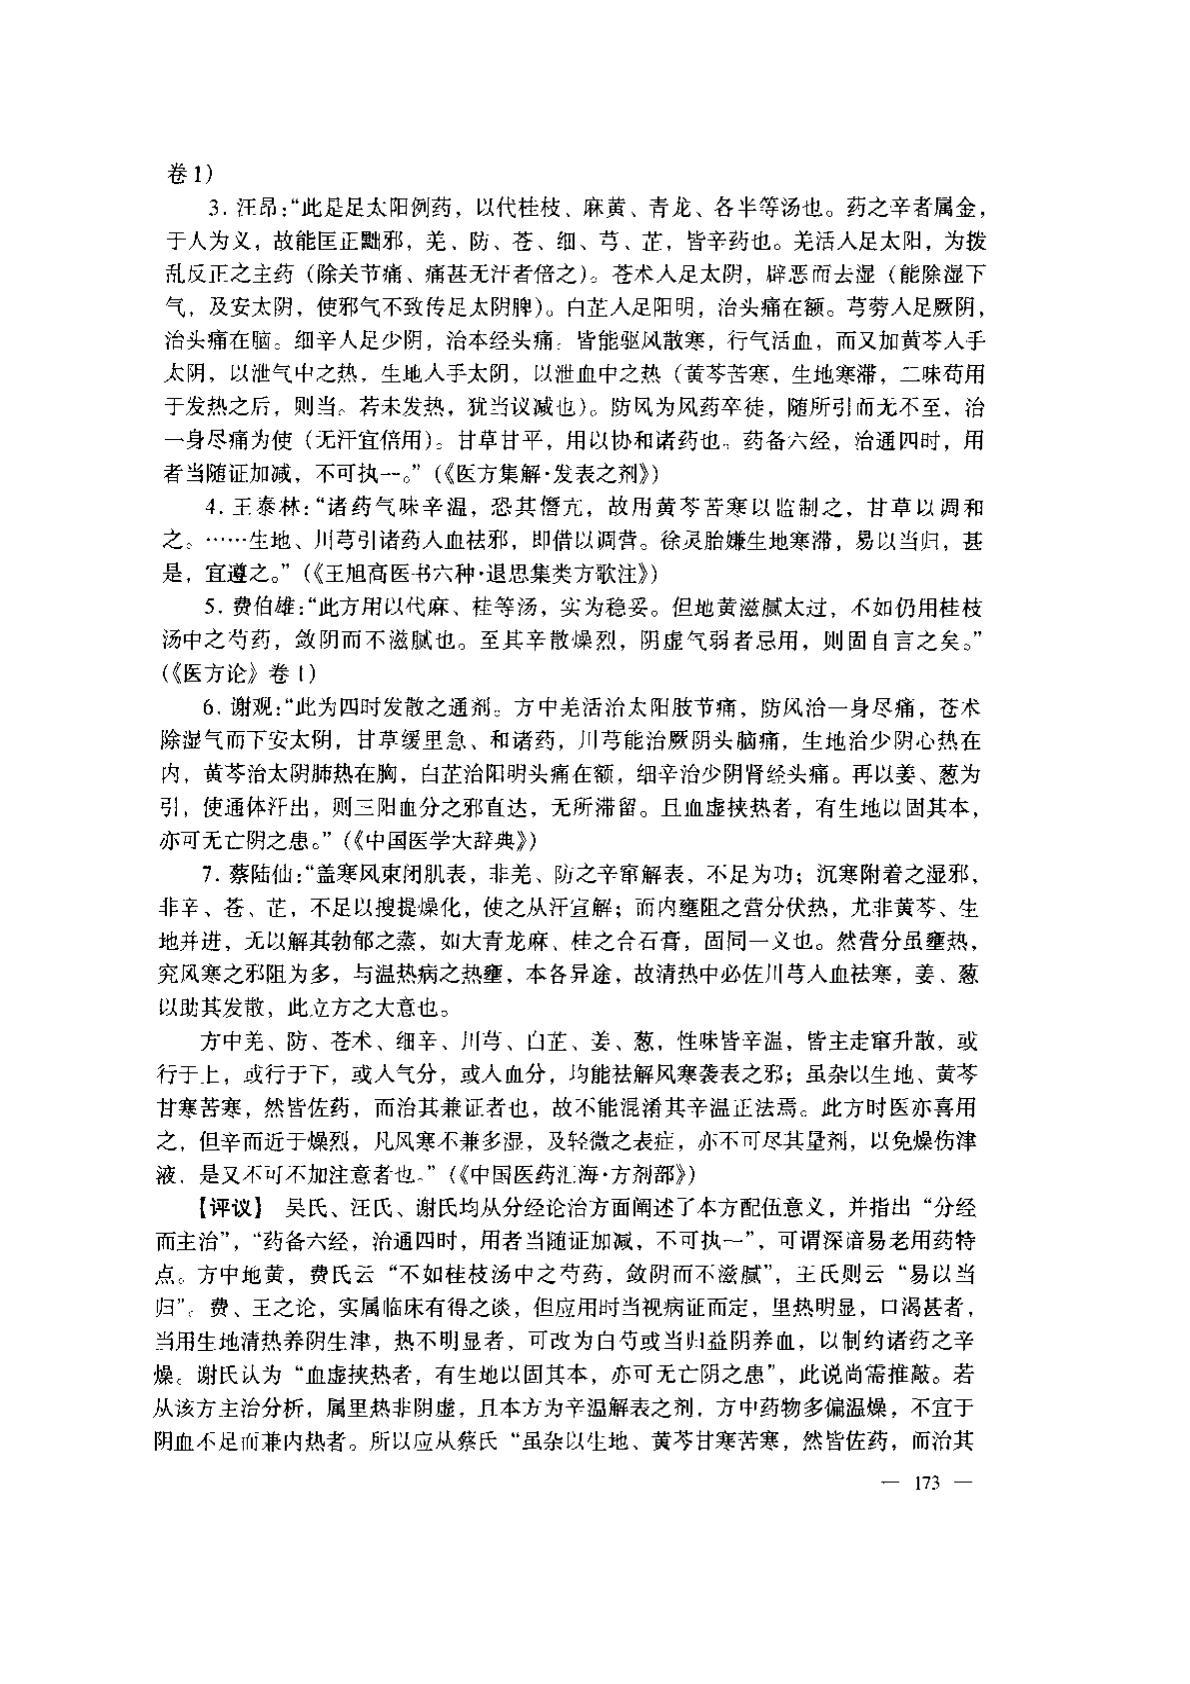 卷1)
3. 汪昂:“此是足太阳例药，以代桂枝、麻黄、青龙、各半等汤也。药之辛者属金，
于人为义，故能匡正黜邪，羌、防、苍、细、芎、芷，皆辛药也。羌活入足太阳，为拨
乱反正之主药（除关节痛、痛甚无汗者倍之）。苍术入足太阴，辟恶而去湿（能除湿下
气，及安太阴，使邪气不致传足太阴脾）。白芷入足阳明，治头痛在额。芎䓖入足厥阴，
治头痛在脑。细辛入足少阴，治本经头痛。皆能驱风散寒，行气活血，而又加黄芩入手
太阴，以泄气中之热，生地入手太阴，以泄血中之热（黄芩苦寒，生地寒滞，二味苟用
于发热之后，则当。若未发热，犹当议减也）。防风为风药卒徒，随所引而无不至，治
一身尽痛为使（无汗宜倍用）。甘草甘平，用以协和诸药也。药备六经，治通四时，用
者当随证加减，不可执一。”（《医方集解·发表之剂》）
4. 王泰林:“诸药气味辛温，恐其僭亢，故用黄芩苦寒以监制之，甘草以调和
之。……生地、川芎引诸药入血祛邪，即借以调营。徐灵胎嫌生地寒滞，易以当归，甚
是，宜遵之。”（《王旭高医书六种·退思集类方歌注》）
5. 费伯雄:“此方用以代麻、桂等汤，实为稳妥。但地黄滋腻太过，不如仍用桂枝
汤中之芍药，敛阴而不滋腻也。至其辛散燥烈，阴虚气弱者忌用，则固自言之矣。”
（《医方论》卷1）
6. 谢观:“此为四时发散之通剂。方中羌活治太阳肢节痛，防风治一身尽痛，苍术
除湿气而下安太阴，甘草缓里急、和诸药，川芎能治厥阴头脑痛，生地治少阴心热在
内，黄芩治太阴肺热在胸，白芷治阳明头痛在额，细辛治少阴肾经头痛。再以姜、葱为
引，使通体汗出，则三阳血分之邪直达，无所滞留。且血虚挟热者，有生地以固其本，
亦可无亡阴之患。”（《中国医学大辞典》）
7. 蔡陆仙:“盖寒风束闭肌表，非羌、防之辛窜解表，不足为功；沉寒附着之湿邪，
非辛、苍、芷，不足以搜提燥化，使之从汗宣解；而内壅阻之营分伏热，尤非黄芩、生
地并进，无以解其勃郁之蒸，如大青龙麻、桂之合石膏，固同一义也。然营分虽壅热，
究风寒之邪阻为多，与温热病之热壅，本各异途，故清热中必佐川芎入血祛寒，姜、葱
以助其发散，此立方之大意也。
方中羌、防、苍术、细辛、川芎、白芷、姜、葱，性味皆辛温，皆主走窜升散，或
行于上，或行于下，或入气分，或入血分，均能祛解风寒袭表之邪；虽杂以生地、黄芩
甘寒苦寒，然皆佐药，而治其兼证者也，故不能混淆其辛温正法焉。此方时医亦喜用
之，但辛而近于燥烈，凡风寒不兼多湿，及轻微之表症，亦不可尽其量剂，以免燥伤津
液，是又不可不加注意者也。”（《中国医药汇海·方剂部》）
【评议】 吴氏、汪氏、谢氏均从分经论治方面阐述了本方配伍意义，并指出“分经
而主治”，“药备六经，治通四时，用者当随证加减，不可执一”，可谓深谙易老用药特
点。方中地黄，费氏云“不如桂枝汤中之芍药，敛阴而不滋腻”，王氏则云“易以当
归”。费、王之论，实属临床有得之谈，但应用时当视病证而定，里热明显，口渴甚者，
当用生地清热养阴生津，热不明显者，可改为白芍或当归益阴养血，以制约诸药之辛
燥。谢氏认为“血虚挟热者，有生地以固其本，亦可无亡阴之患”，此说尚需推敲。若
从该方主治分析，属里热非阴虚，且本方为辛温解表之剂，方中药物多偏温燥，不宜于
阴血不足而兼内热者。所以应从蔡氏“虽杂以生地、黄芩甘寒苦寒，然皆佐药，而治其
— 173 —